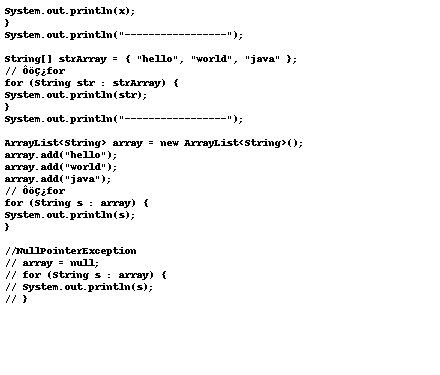 System.out.println(x);
}
System.out.println("------------------");
String[] strArray = { "hello", "world", "java" };
// ÔöÇ¿for
for (String str : strArray) {
System.out.println(str);
}
System.out.println("------------------");
ArrayList<String> array = new ArrayList<String>();
array.add("hello");
array.add("world");
array.add("java");
// ÔöÇ¿for
for (String s : array) {
System.out.println(s);
}
//NullPointerException
// array = null;
// for (String s : array) {
// System.out.println(s);
// }